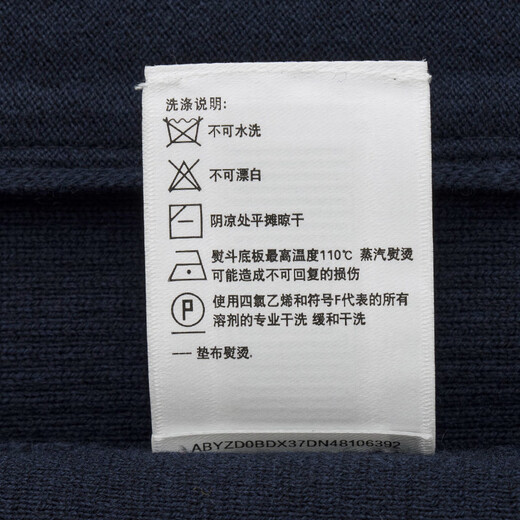 洗涤说明:
不可水洗
不可漂白
阴凉处平摊晾干
熨斗底板最高温度110℃ 蒸汽熨烫
可能造成不可回复的损伤
P 使用四氯乙烯和符号F代表的所有
溶剂的专业干洗 缓和干洗
--- 垫布熨烫.
ABYZD0BDX37DN48106392